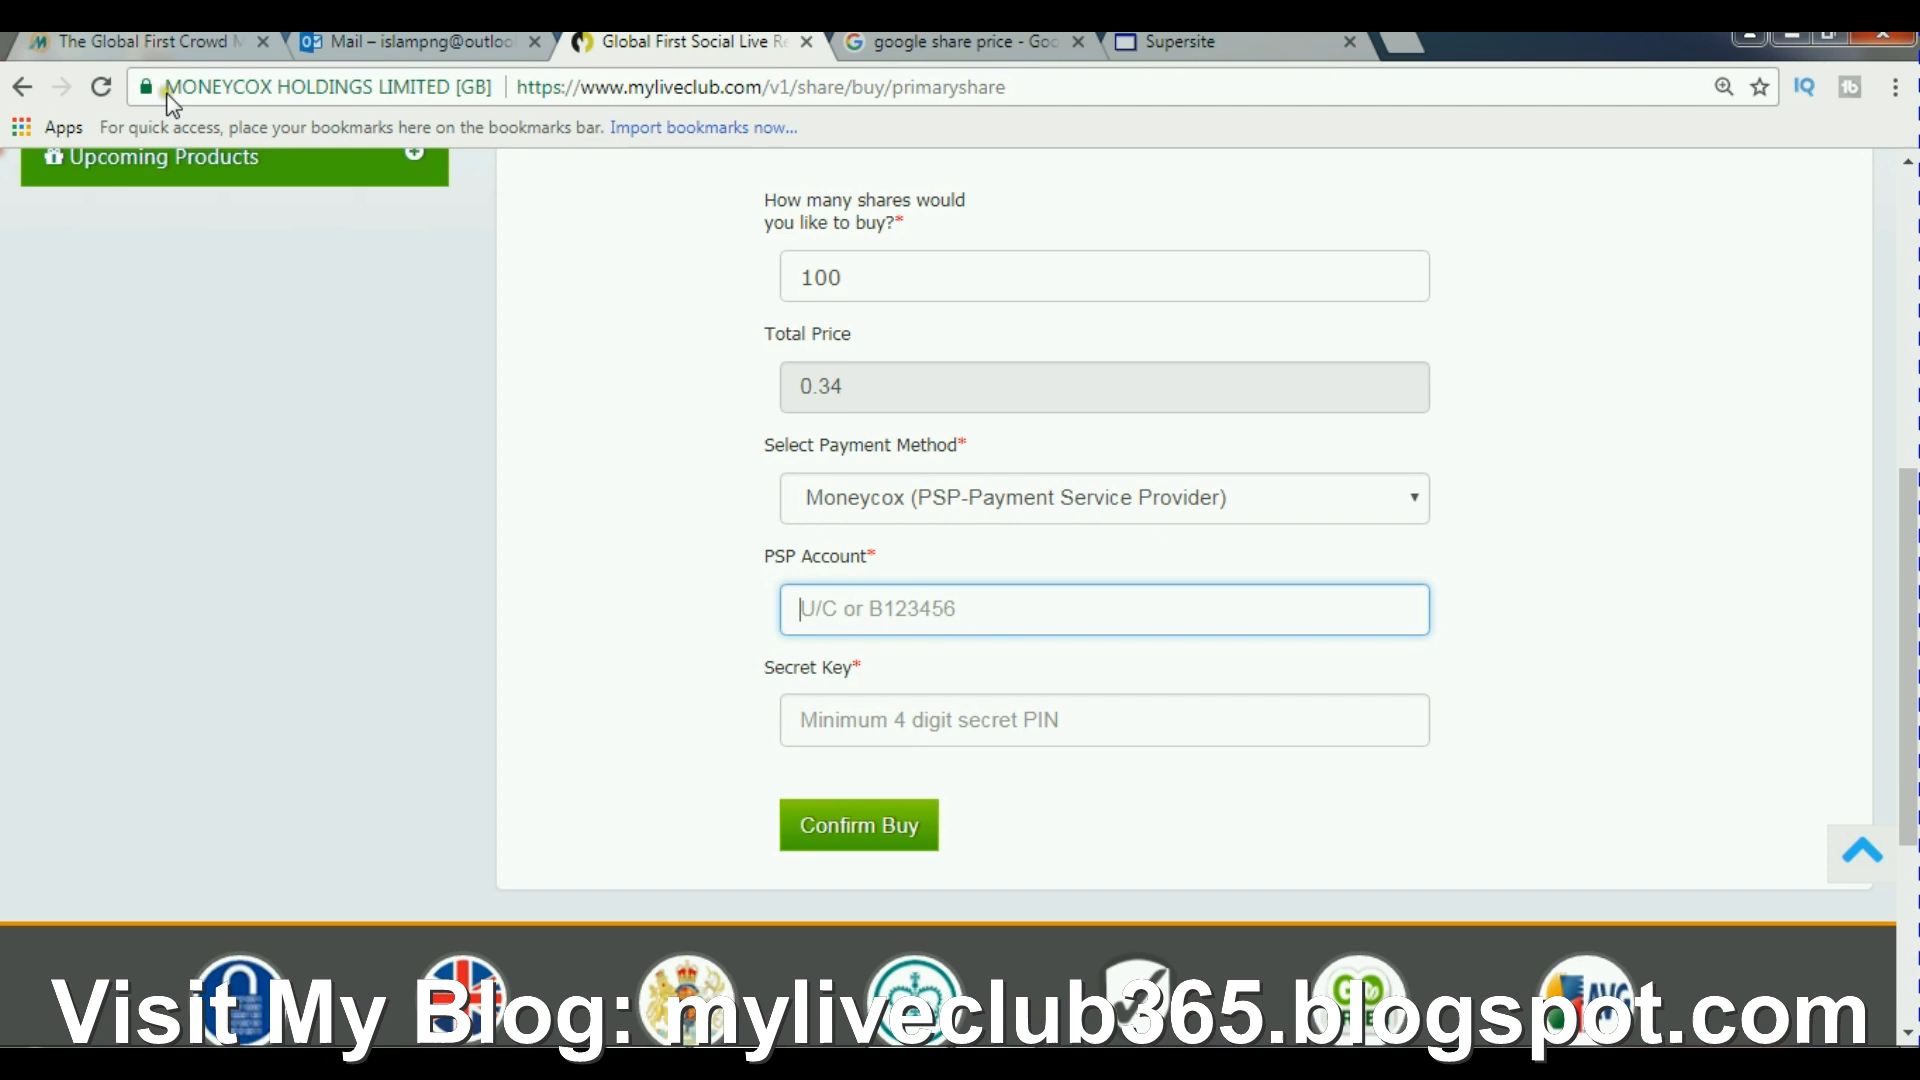 The Global First Crowd M
Mail – islampng@outloo
Global First Social Live Re
google share price - Goo
Supersite
MONEYCOX HOLDINGS LIMITED [GB] https://www.myliveclub.com/v1/share/buy/primaryshare
Apps For quick access, place your bookmarks here on the bookmarks bar. Import bookmarks now...
Upcoming Products
How many shares would
you like to buy?*
100
Total Price
0.34
Select Payment Method*
Moneycox (PSP-Payment Service Provider)
PSP Account*
U/C or B123456
Secret Key*
Minimum 4 digit secret PIN
Confirm Buy
Visit My Blog: myliveclub365.blogspot.com